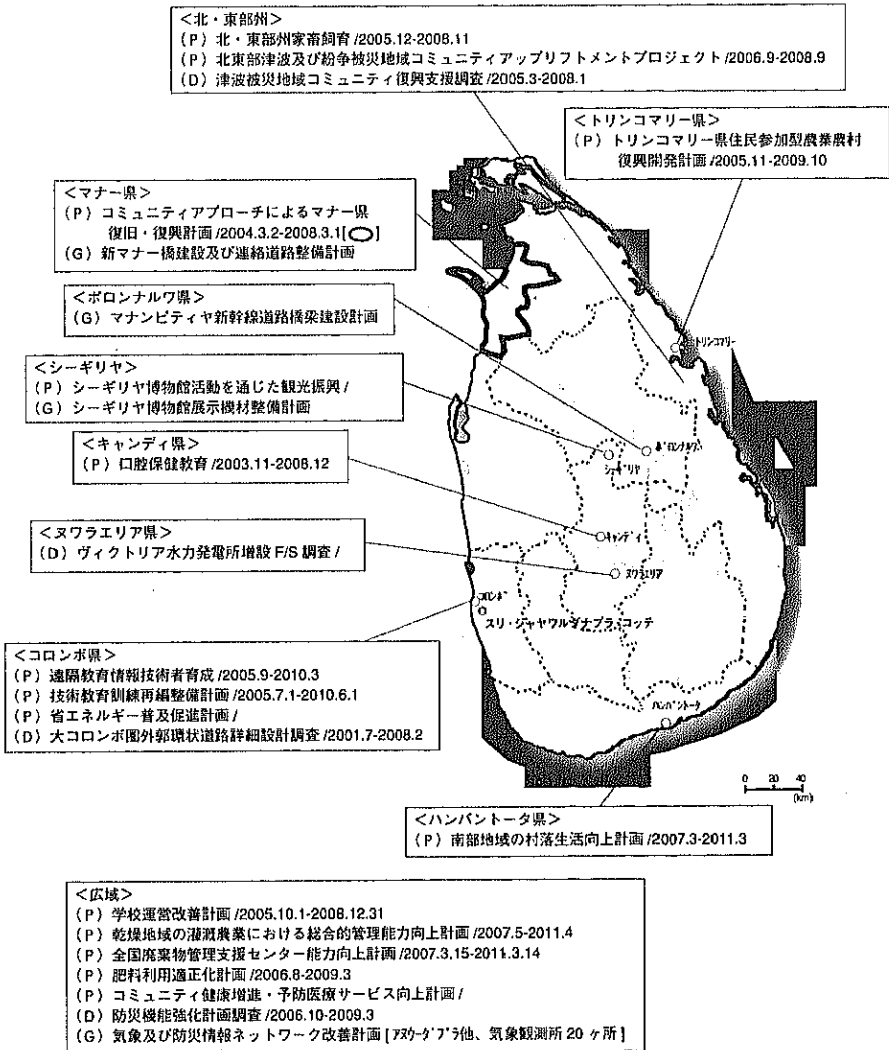 <北・東部州>
(P) 北・東部州家畜飼育 /2005.12-2008.11
(P) 北東部津波及び紛争被災地域コミュニティアップリフトメントプロジェクト /2006.9-2008.9
(D) 津波被災地域コミュニティ復興支援調査 /2005.3-2008.1
<トリンコマリー県>
(P) トリンコマリー県住民参加型農業農村
復興開発計画 /2005.11-2009.10
<マナー県>
(P) コミュニティアプローチによるマナー県
復旧・復興計画 /2004.3.2-2008.3.1[ ]
(G) 新マナー橋建設及び連絡道路整備計画
<ポロンナルワ県>
(G) マナンピティヤ新幹線道路橋梁建設計画
<シーギリヤ>
(P) シーギリヤ博物館活動を通じた観光振興 /
(G) シーギリヤ博物館展示機材整備計画
<キャンディ県>
(P) 口腔保健教育 /2003.11-2008.12
<ヌワラエリア県>
(D) ヴィクトリア水力発電所増設 F/S 調査 /
トリンコマリー
ポロンナルワ
シーギリヤ
キャンディ
ヌワラエリア
コロンボ
スリ・ジャヤワルダナプラ・コッテ
ハンバントータ
<コロンボ県>
(P) 遠隔教育情報技術者育成 /2005.9-2010.3
(P) 技術教育訓練再編整備計画 /2005.7.1-2010.6.1
(P) 省エネルギー普及促進計画 /
(D) 大コロンボ圏外郭環状道路詳細設計調査 /2001.7-2008.2
0 20 40
(km)
<ハンバントータ県>
(P) 南部地域の村落生活向上計画 /2007.3-2011.3
<広域>
(P) 学校運営改善計画 /2005.10.1-2008.12.31
(P) 乾燥地域の灌漑農業における総合的管理能力向上計画 /2007.5-2011.4
(P) 全国廃棄物管理支援センター能力向上計画 /2007.3.15-2011.3.14
(P) 肥料利用適正化計画 /2006.8-2009.3
(P) コミュニティ健康増進・予防医療サービス向上計画 /
(D) 防災機能強化計画調査 /2006.10-2009.3
(G) 気象及び防災情報ネットワーク改善計画 [アヌラーダプラ他、気象観測所 20 ヶ所]